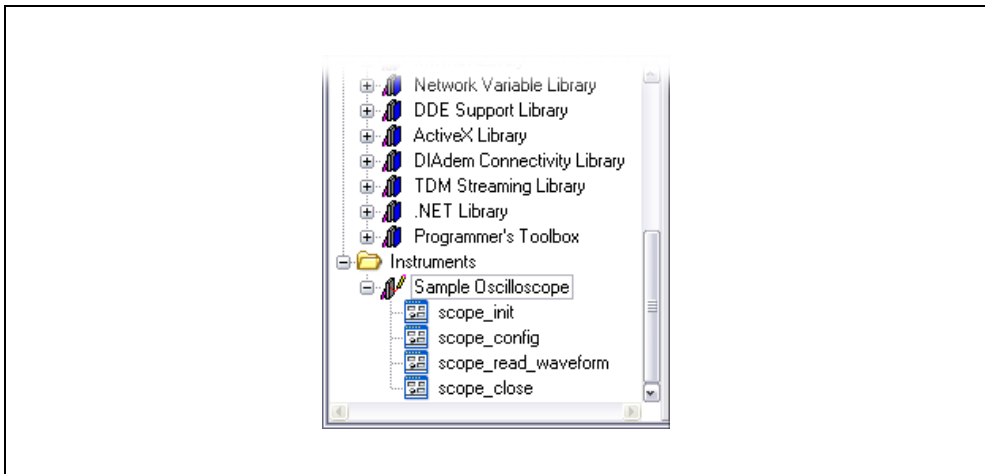 Network Variable Library
DDE Support Library
ActiveX Library
DIAdem Connectivity Library
TDM Streaming Library
.NET Library
Programmer's Toolbox
Instruments
Sample Oscilloscope
scope_init
scope_config
scope_read_waveform
scope_close